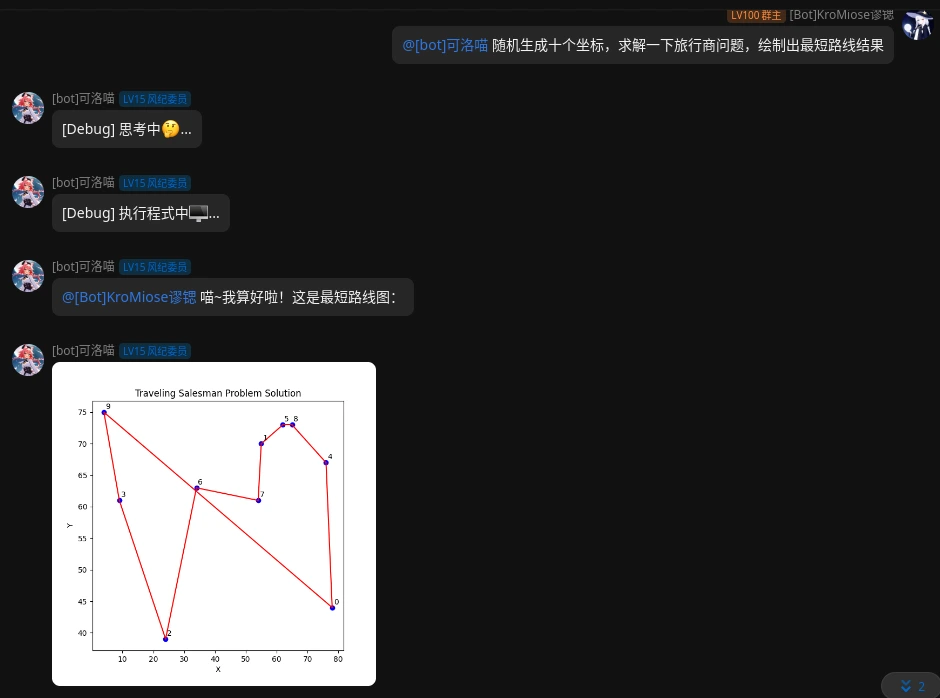 LV100 群主 [Bot]KroMiose谬锶
@[bot]可洛喵 随机生成十个坐标，求解一下旅行商问题，绘制出最短路线结果
[bot]可洛喵 LV15 风纪委员
[Debug] 思考中🤔...
[bot]可洛喵 LV15 风纪委员
[Debug] 执行程式中🖥️...
[bot]可洛喵 LV15 风纪委员
@[Bot]KroMiose谬锶 喵~我算好啦！这是最短路线图：
[bot]可洛喵 LV15 风纪委员
Traveling Salesman Problem Solution
9
75
5 8
70
1
4
65
6
3
7
60
Y
55
50
45
0
40
2
10 20 30 40 50 60 70 80
X
2